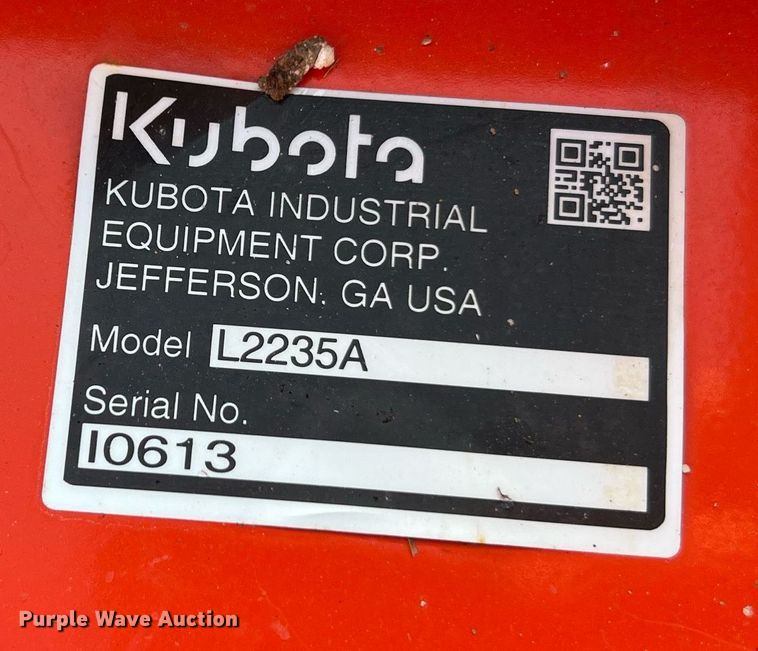 Kubota
KUBOTA INDUSTRIAL
EQUIPMENT CORP.
JEFFERSON. GA USA
Model L2235A
Serial No.
I0613
Purple Wave Auction